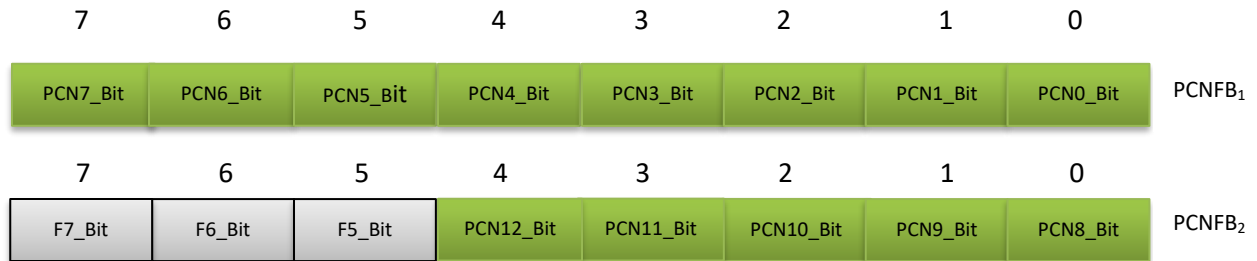 7 6 5 4 3 2 1 0
PCN7_Bit PCN6_Bit PCN5_Bit PCN4_Bit PCN3_Bit PCN2_Bit PCN1_Bit PCN0_Bit PCNFB₁
7 6 5 4 3 2 1 0
F7_Bit F6_Bit F5_Bit PCN12_Bit PCN11_Bit PCN10_Bit PCN9_Bit PCN8_Bit PCNFB₂